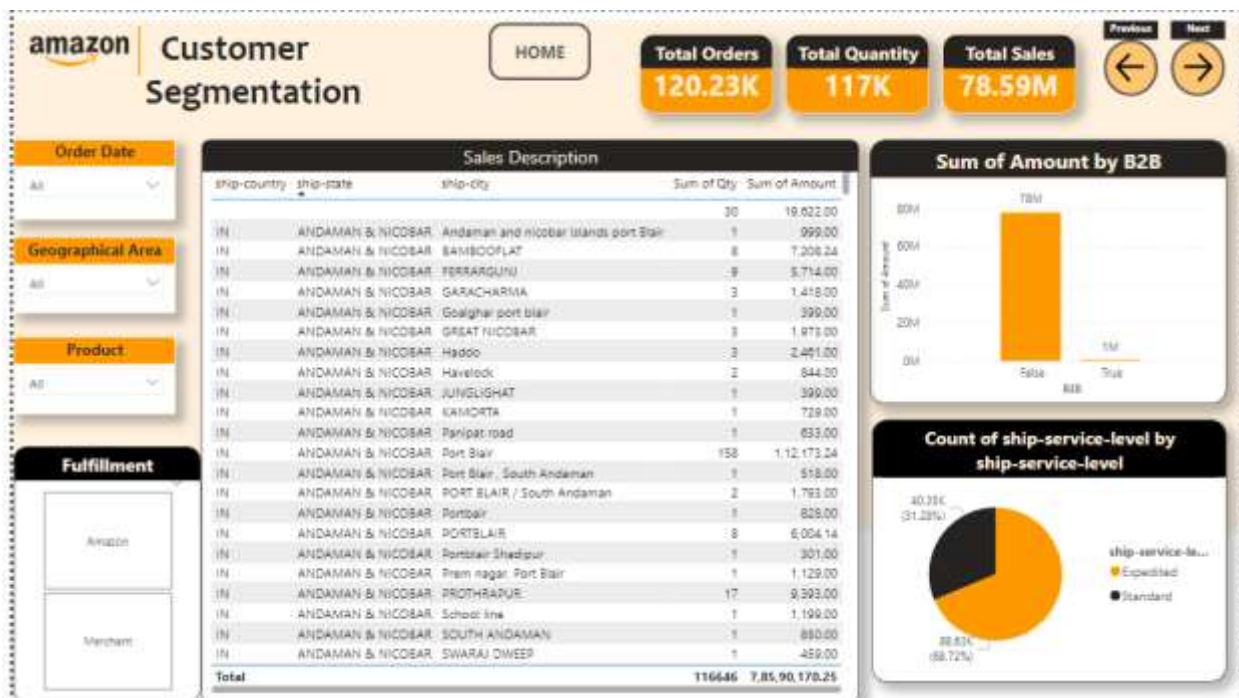 amazon
Customer
Segmentation
HOME
Total Orders
120.23K
Total Quantity
117K
Total Sales
78.59M
Previous
Next
Order Date
All
Geographical Area
All
Product
All
Fulfillment
Amazon
Merchant
Sales Description
ship-country ship-state ship-city Sum of Qty Sum of Amount
30 19,622.00
IN ANDAMAN & NICOBAR Andaman and nicobar islands port Blair 1 999.00
IN ANDAMAN & NICOBAR BAMBOOFLAT 8 7,208.24
IN ANDAMAN & NICOBAR FERRARGUNJ 9 5,714.00
IN ANDAMAN & NICOBAR GARACHARMA 3 1,418.00
IN ANDAMAN & NICOBAR Goalghar port blair 1 399.00
IN ANDAMAN & NICOBAR GREAT NICOBAR 3 1,973.00
IN ANDAMAN & NICOBAR Haddo 3 2,461.00
IN ANDAMAN & NICOBAR Havelock 2 844.00
IN ANDAMAN & NICOBAR JUNGLIGHAT 1 399.00
IN ANDAMAN & NICOBAR KAMORTA 1 729.00
IN ANDAMAN & NICOBAR Panipat road 1 633.00
IN ANDAMAN & NICOBAR Port Blair 158 1,12,173.24
IN ANDAMAN & NICOBAR Port Blair , South Andaman 1 518.00
IN ANDAMAN & NICOBAR PORT BLAIR / South Andaman 2 1,793.00
IN ANDAMAN & NICOBAR Portbair 1 828.00
IN ANDAMAN & NICOBAR PORTBLAIR 8 6,004.14
IN ANDAMAN & NICOBAR Portblair Shadipur 1 301.00
IN ANDAMAN & NICOBAR Prem nagar, Port Blair 1 1,129.00
IN ANDAMAN & NICOBAR PROTHRAPUR 17 9,393.00
IN ANDAMAN & NICOBAR School line 1 1,199.00
IN ANDAMAN & NICOBAR SOUTH ANDAMAN 1 880.00
IN ANDAMAN & NICOBAR SWARAJ DWEEP 1 459.00
Total 116646 7,85,90,170.25
Sum of Amount by B2B
Sum of Amount
80M
60M
40M
20M
0M
78M
1M
False True
B2B
Count of ship-service-level by
ship-service-level
(31.28%)
(68.72%)
ship-service-le...
Expedited
Standard